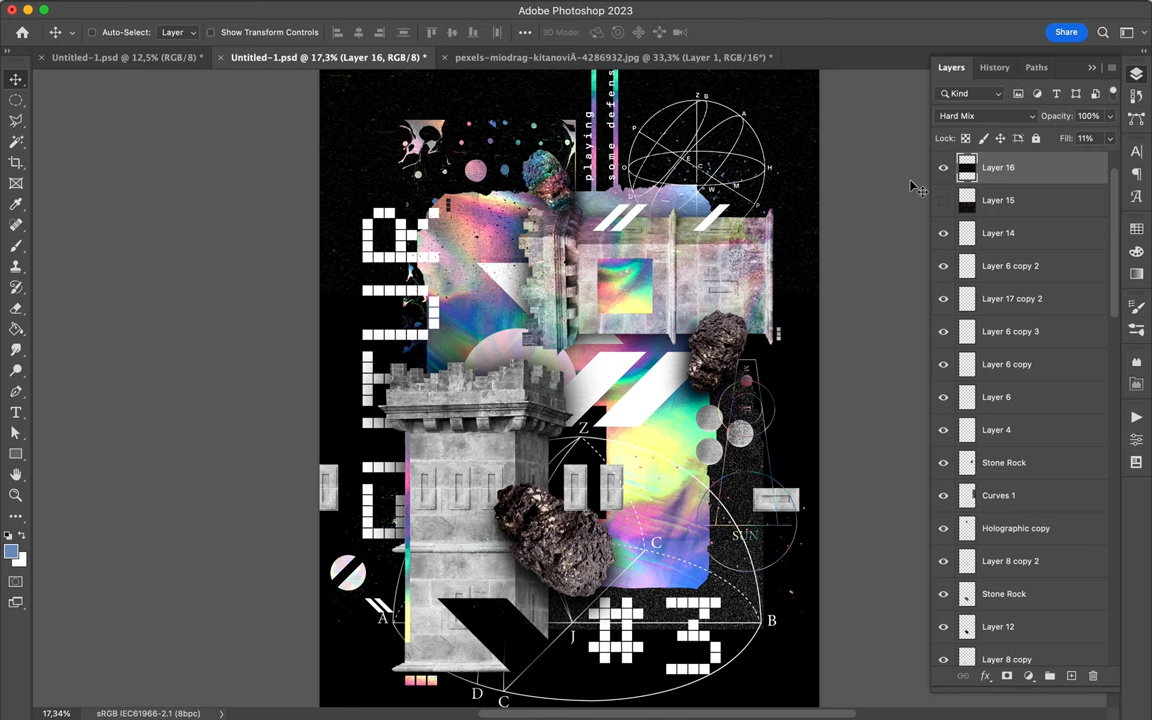 Adobe Photoshop 2023
Auto-Select:
Layer
Show Transform Controls
3D Mode:
Share
Untitled-1.psd @ 12,5% (RGB/8) *
Untitled-1.psd @ 17,3% (Layer 16, RGB/8) *
pexels-miodrag-kitanoviÄ-4286932.jpg @ 33,3% (Layer 1, RGB/16*) *
Layers
History
Paths
Kind
Hard Mix
Opacity:
100%
Lock:
Fill:
11%
Layer 16
Layer 15
Layer 14
Layer 6 copy 2
Layer 17 copy 2
Layer 6 copy 3
Layer 6 copy
Layer 6
Layer 4
Stone Rock
Curves 1
Holographic copy
Layer 8 copy 2
Stone Rock
Layer 12
Layer 8 copy
playing
some defens
Z
B
A
P
O
H
E
C
W
M
P
Z
C
SUN
A
J
B
D
C
#3
17,34%
sRGB IEC61966-2.1 (8bpc)